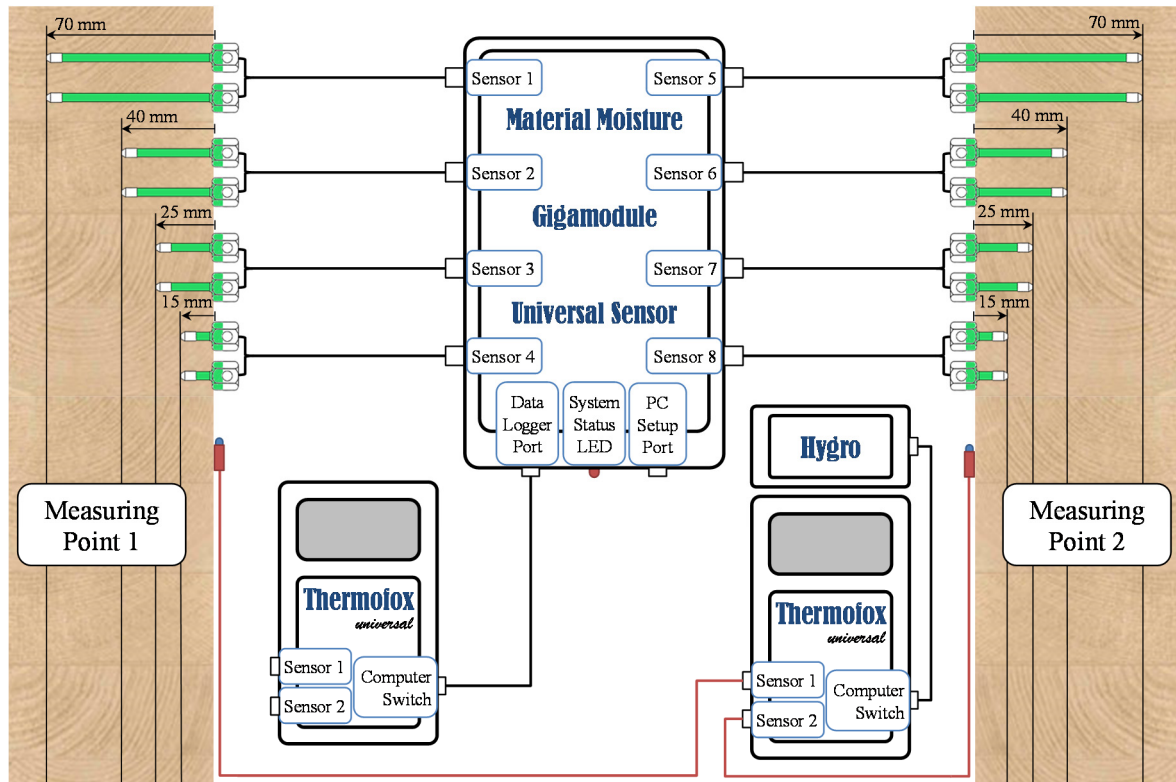 70 mm
70 mm
Sensor 1
Sensor 5
Material Moisture
40 mm
40 mm
Sensor 2
Sensor 6
Gigamodule
25 mm
25 mm
Sensor 3
Sensor 7
15 mm
15 mm
Universal Sensor
Sensor 4
Sensor 8
Data
Logger
Port
System
Status
LED
PC
Setup
Port
Hygro
Measuring
Point 1
Measuring
Point 2
Thermofox
universal
Sensor 1
Sensor 2
Computer
Switch
Thermofox
universal
Sensor 1
Sensor 2
Computer
Switch